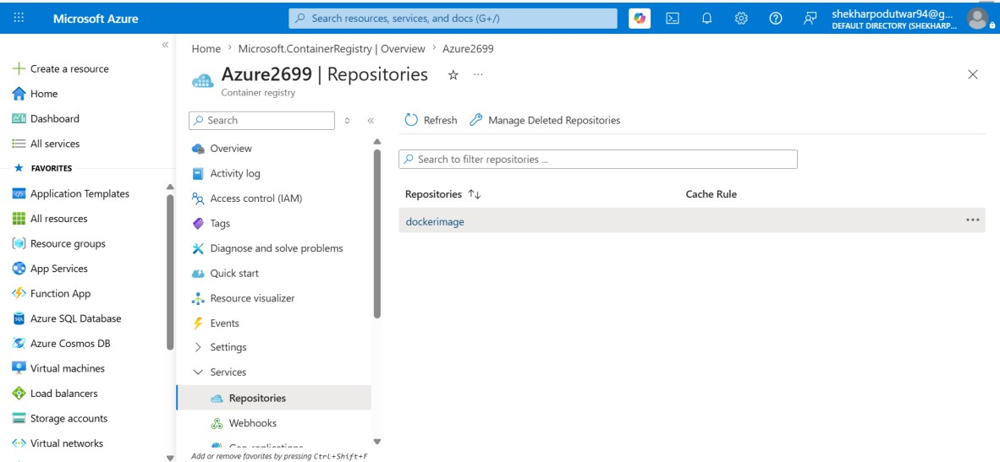 Microsoft Azure
Search resources, services, and docs (G+/)
shekharpodutwar94@g...
DEFAULT DIRECTORY (SHEKHARP...
Create a resource
Home
Dashboard
All services
FAVORITES
Application Templates
All resources
Resource groups
App Services
Function App
Azure SQL Database
SQL
Azure Cosmos DB
Virtual machines
Load balancers
Storage accounts
Virtual networks
Home > Microsoft.ContainerRegistry | Overview > Azure2699
Azure2699 | Repositories
Container registry
Search
Overview
Activity log
Access control (IAM)
Tags
Diagnose and solve problems
Quick start
Resource visualizer
Events
Settings
Services
Repositories
Webhooks
Geo-replications
Add or remove favorites by pressing Ctrl+Shift+F
Refresh
Manage Deleted Repositories
Search to filter repositories ...
Repositories ↑↓ Cache Rule
dockerimage